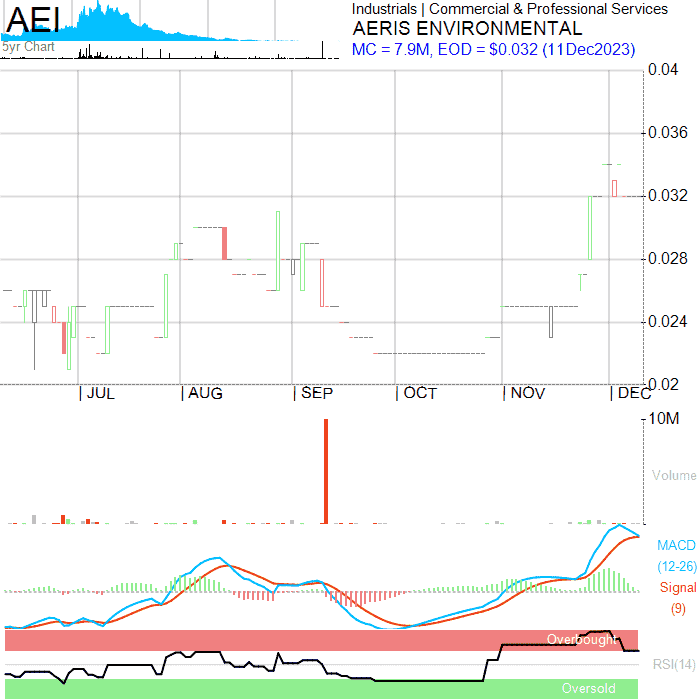 AEI
5yr Chart
Industrials | Commercial & Professional Services
AERIS ENVIRONMENTAL
MC = 7.9M, EOD = $0.032 (11Dec2023)
0.04
0.036
0.032
0.028
0.024
0.02
| JUL | AUG | SEP | OCT | NOV | DEC
10M
Volume
MACD
(12-26)
Signal
(9)
Overbought
RSI(14)
Oversold